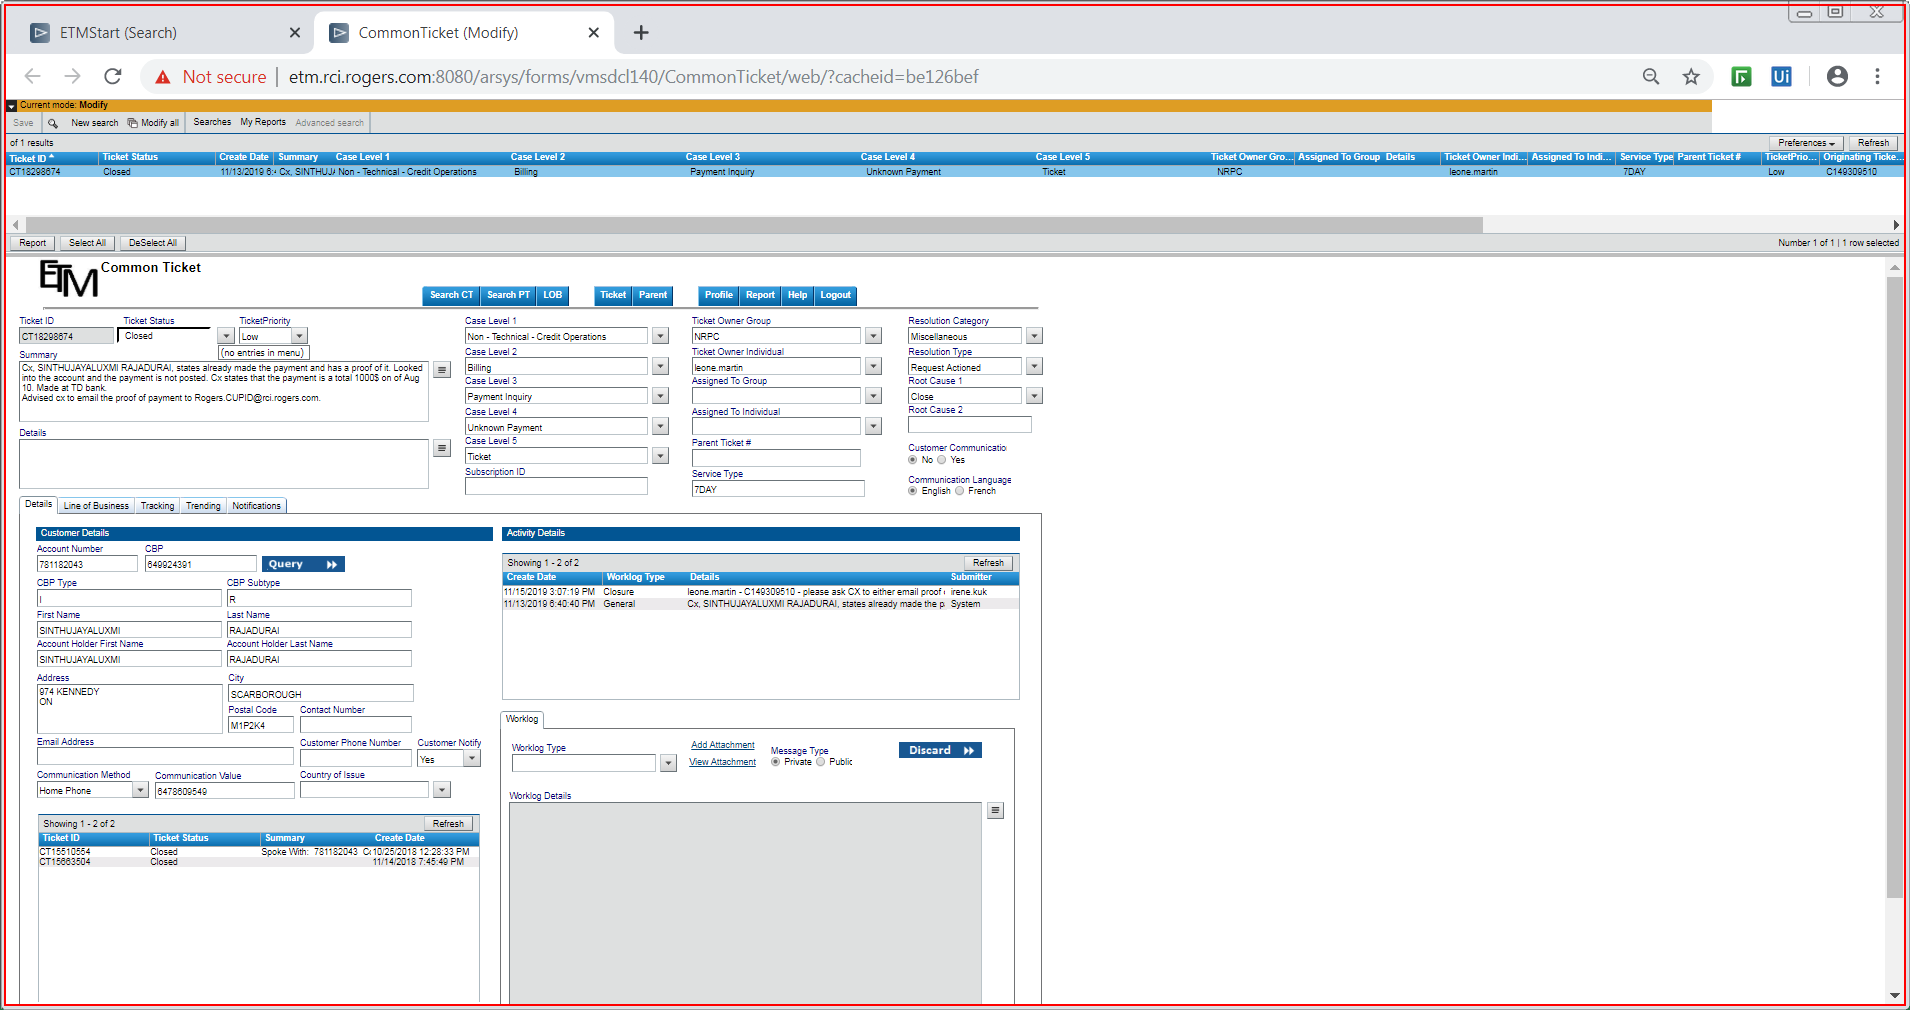 ETMStart (Search)
CommonTicket (Modify)
Not secure | etm.rci.rogers.com:8080/arsys/forms/vmsdcl140/CommonTicket/web/?cacheid=be126bef
Ui
Current mode: Modify
Save New search Modify all Searches My Reports Advanced search
of 1 results
Preferences Refresh
Ticket ID Ticket Status Create Date Summary Case Level 1 Case Level 2 Case Level 3 Case Level 4 Case Level 5 Ticket Owner Gro... Assigned To Group Details Ticket Owner Indi... Assigned To Indi... Service Type Parent Ticket # TicketPrio... Originating Ticke...
CT18298674 Closed 11/13/2019 6:4 Cx, SINTHUJA Non - Technical - Credit Operations Billing Payment Inquiry Unknown Payment Ticket NRPC leone.martin 7DAY Low C149309510
Report Select All DeSelect All
Number 1 of 1 | 1 row selected
ETM Common Ticket
Search CT Search PT LOB Ticket Parent Profile Report Help Logout
Ticket ID Ticket Status TicketPriority
CT18298674 Closed Low
(no entries in menu)
Summary
Cx, SINTHUJAYALUXMI RAJADURAI, states already made the payment and has a proof of it. Looked
into the account and the payment is not posted. Cx states that the payment is a total 1000$ on of Aug
10. Made at TD bank.
Advised cx to email the proof of payment to Rogers.CUPID@rci.rogers.com.
Details
Case Level 1
Non - Technical - Credit Operations
Case Level 2
Billing
Case Level 3
Payment Inquiry
Case Level 4
Unknown Payment
Case Level 5
Ticket
Subscription ID
Ticket Owner Group
NRPC
Ticket Owner Individual
leone.martin
Assigned To Group
Assigned To Individual
Parent Ticket #
Service Type
7DAY
Resolution Category
Miscellaneous
Resolution Type
Request Actioned
Root Cause 1
Close
Root Cause 2
Customer Communicatio
No Yes
Communication Language
English French
Details Line of Business Tracking Trending Notifications
Customer Details
Account Number CBP
781182043 649924391 Query
CBP Type CBP Subtype
I R
First Name Last Name
SINTHUJAYALUXMI RAJADURAI
Account Holder First Name Account Holder Last Name
SINTHUJAYALUXMI RAJADURAI
Address City
974 KENNEDY
ON
SCARBOROUGH
Postal Code Contact Number
M1P2K4
Email Address Customer Phone Number Customer Notify
Yes
Communication Method Communication Value Country of Issue
Home Phone 6478609549
Showing 1 - 2 of 2 Refresh
Ticket ID Ticket Status Summary Create Date
CT15510554 Closed Spoke With: 781182043 Cc 10/25/2018 12:28:33 PM
CT15663504 Closed 11/14/2018 7:45:49 PM
Activity Details
Showing 1 - 2 of 2 Refresh
Create Date Worklog Type Details Submitter
11/15/2019 3:07:19 PM Closure leone.martin - C149309510 - please ask CX to either email proof irene.kuk
11/13/2019 6:40:40 PM General Cx, SINTHUJAYALUXMI RAJADURAI, states already made the pa System
Worklog
Worklog Type
Add Attachment
View Attachment
Message Type
Private Public
Discard
Worklog Details